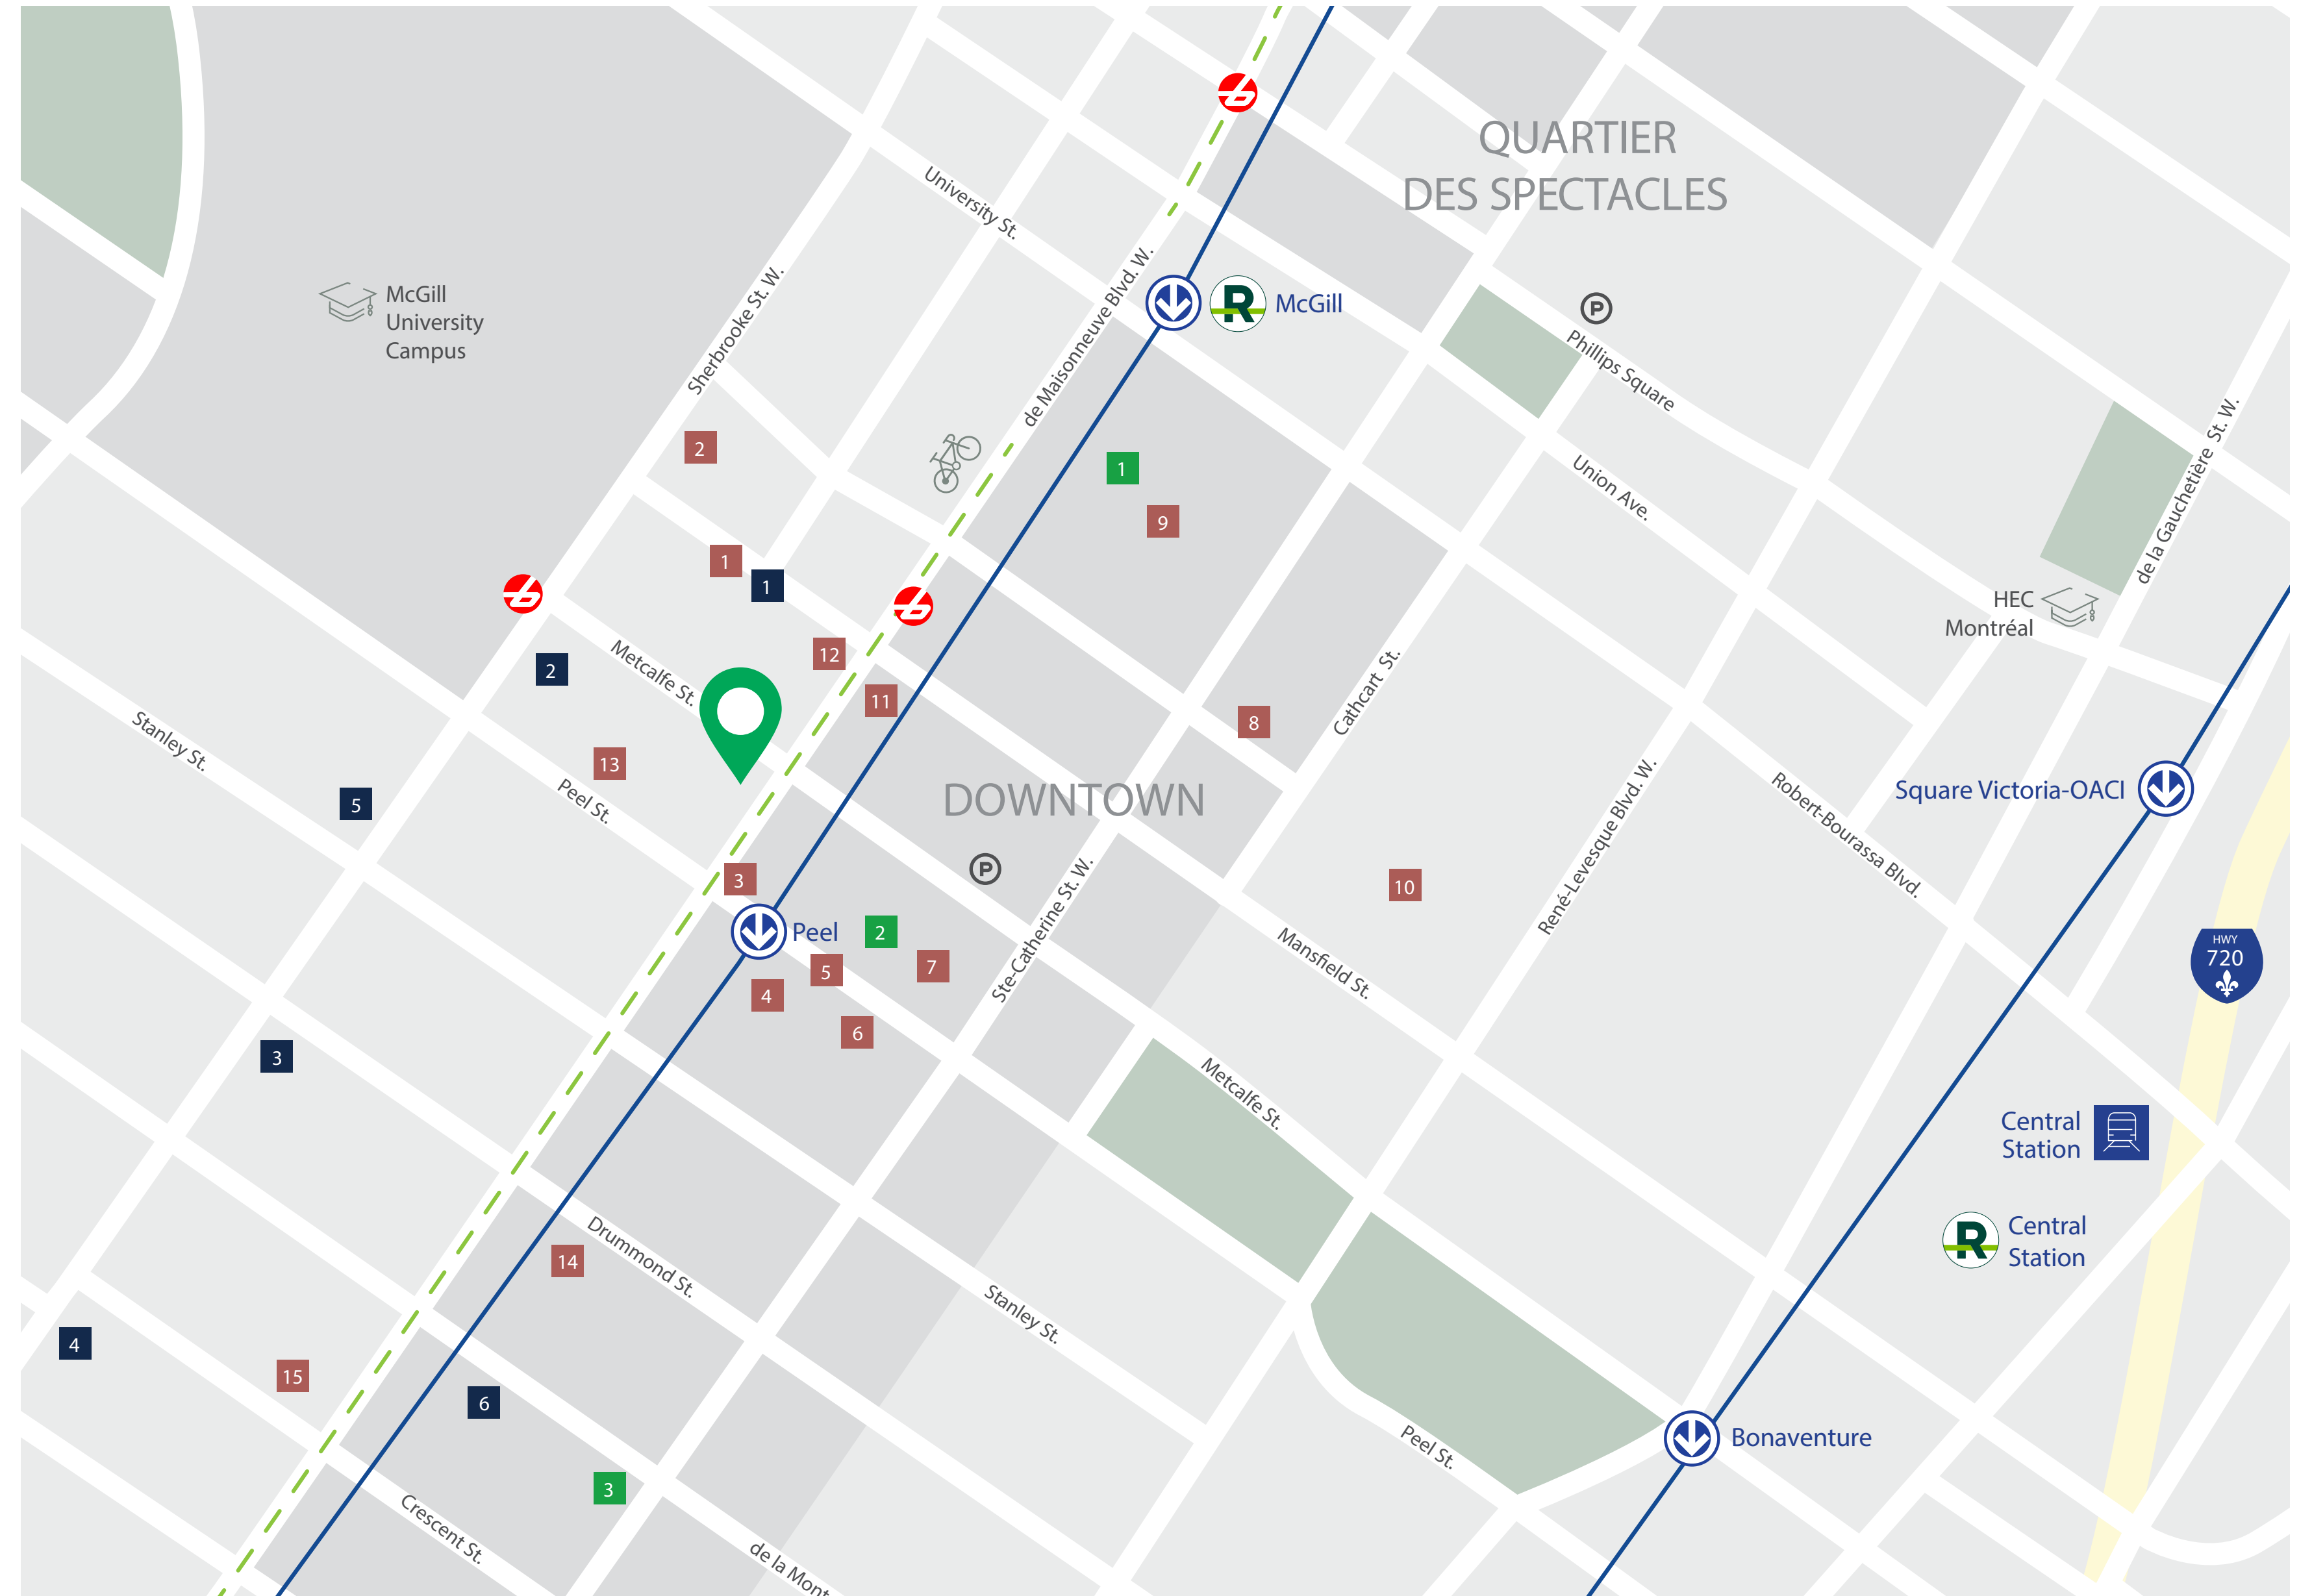 QUARTIER
DES SPECTACLES
University St.
McGill
University
Campus
Sherbrooke St. W.
de Maisonneuve Blvd. W.
R
McGill
P
Phillips Square
2
1
9
Union Ave.
de la Gauchetière St. W.
1
1
HEC
Montréal
Metcalfe St.
12
2
11
8
Cathcart St.
Stanley St.
13
Peel St.
5
DOWNTOWN
P
René-Levesque Blvd. W.
Square Victoria-OACI
Robert-Bourassa Blvd.
3
10
Peel
2
5
7
4
6
Ste-Catherine St. W.
Mansfield St.
HWY
720
3
Metcalfe St.
Central
Station
R
Central
Station
14
Drummond St.
Stanley St.
4
15
6
Peel St.
Bonaventure
3
Crescent St.
de la Mont